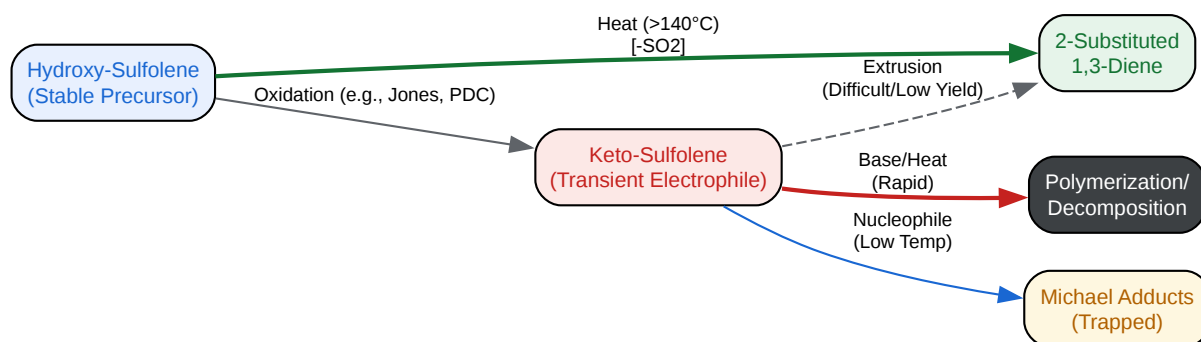 Heat (>140°C)
[-SO2]
2-Substituted
1,3-Diene
Hydroxy-Sulfolene
(Stable Precursor)
Extrusion
(Difficult/Low Yield)
Oxidation (e.g., Jones, PDC)
Keto-Sulfolene
(Transient Electrophile)
Base/Heat
(Rapid)
Polymerization/
Decomposition
Nucleophile
(Low Temp)
Michael Adducts
(Trapped)